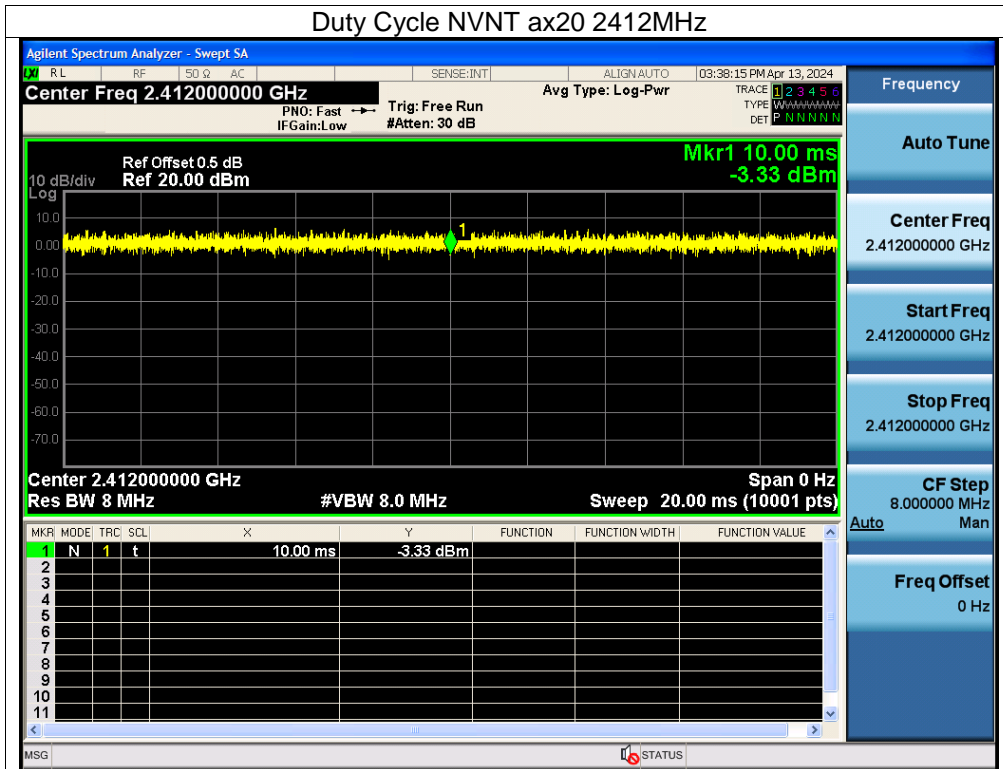 Duty Cycle NVNT ax20 2412MHz
Agilent Spectrum Analyzer - Swept SA
LXI RL RF 50 Ω AC SENSE:INT ALIGN AUTO 03:38:15 PM Apr 13, 2024
Center Freq 2.412000000 GHz
PNO: Fast
IFGain:Low
Trig: Free Run
#Atten: 30 dB
Avg Type: Log-Pwr
TRACE 1 2 3 4 5 6
TYPE WWWWWW
DET P N N N N N
Ref Offset 0.5 dB
10 dB/div Ref 20.00 dBm
Log
Mkr1 10.00 ms
-3.33 dBm
10.0
0.00
-10.0
-20.0
-30.0
-40.0
-50.0
-60.0
-70.0
1
Center 2.412000000 GHz Span 0 Hz
Res BW 8 MHz #VBW 8.0 MHz Sweep 20.00 ms (10001 pts)
MKR MODE TRC SCL X Y FUNCTION FUNCTION WIDTH FUNCTION VALUE
1 N 1 t 10.00 ms -3.33 dBm
2
3
4
5
6
7
8
9
10
11
MSG STATUS
Frequency
Auto Tune
Center Freq
2.412000000 GHz
Start Freq
2.412000000 GHz
Stop Freq
2.412000000 GHz
CF Step
8.000000 MHz
Auto Man
Freq Offset
0 Hz